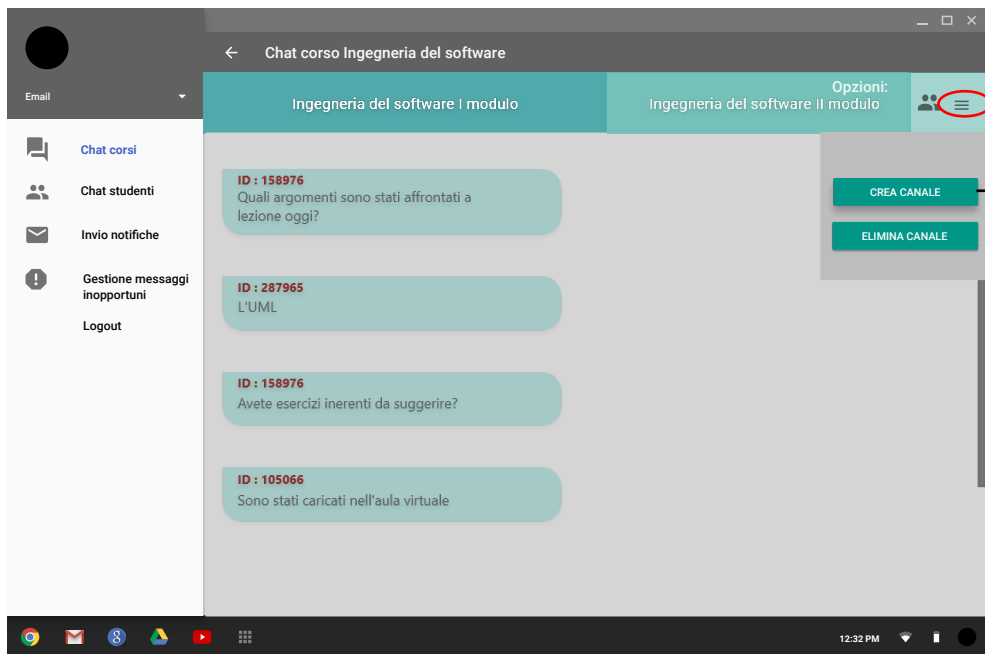 Chat corso Ingegneria del software
Email
Ingegneria del software I modulo
Opzioni:
Ingegneria del software II modulo
Chat corsi
Chat studenti
Invio notifiche
Gestione messaggi
inopportuni
Logout
ID : 158976
Quali argomenti sono stati affrontati a
lezione oggi?
ID : 287965
L'UML
ID : 158976
Avete esercizi inerenti da suggerire?
ID : 105066
Sono stati caricati nell'aula virtuale
CREA CANALE
ELIMINA CANALE
8
12:32 PM